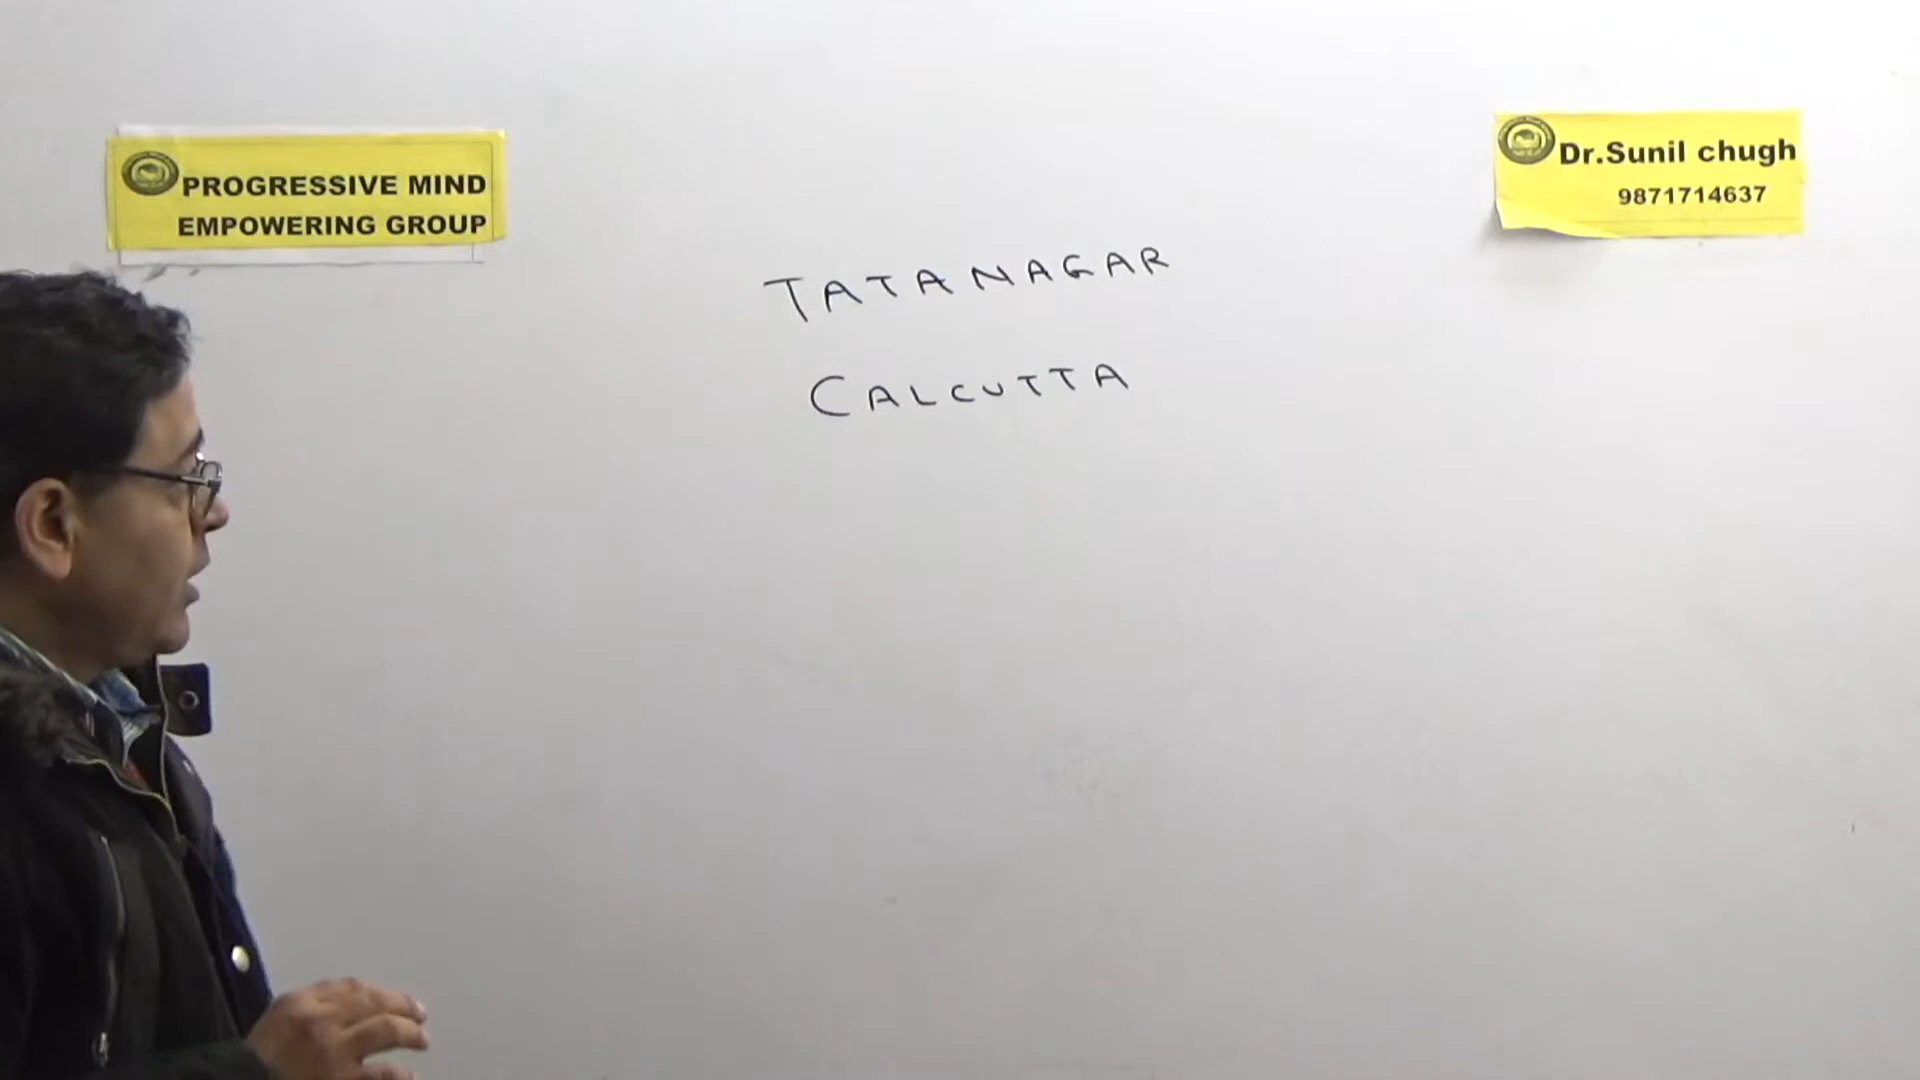 PROGRESSIVE MIND
EMPOWERING GROUP
Dr.Sunil chugh
9871714637
TATANAGAR
CALCUTTA